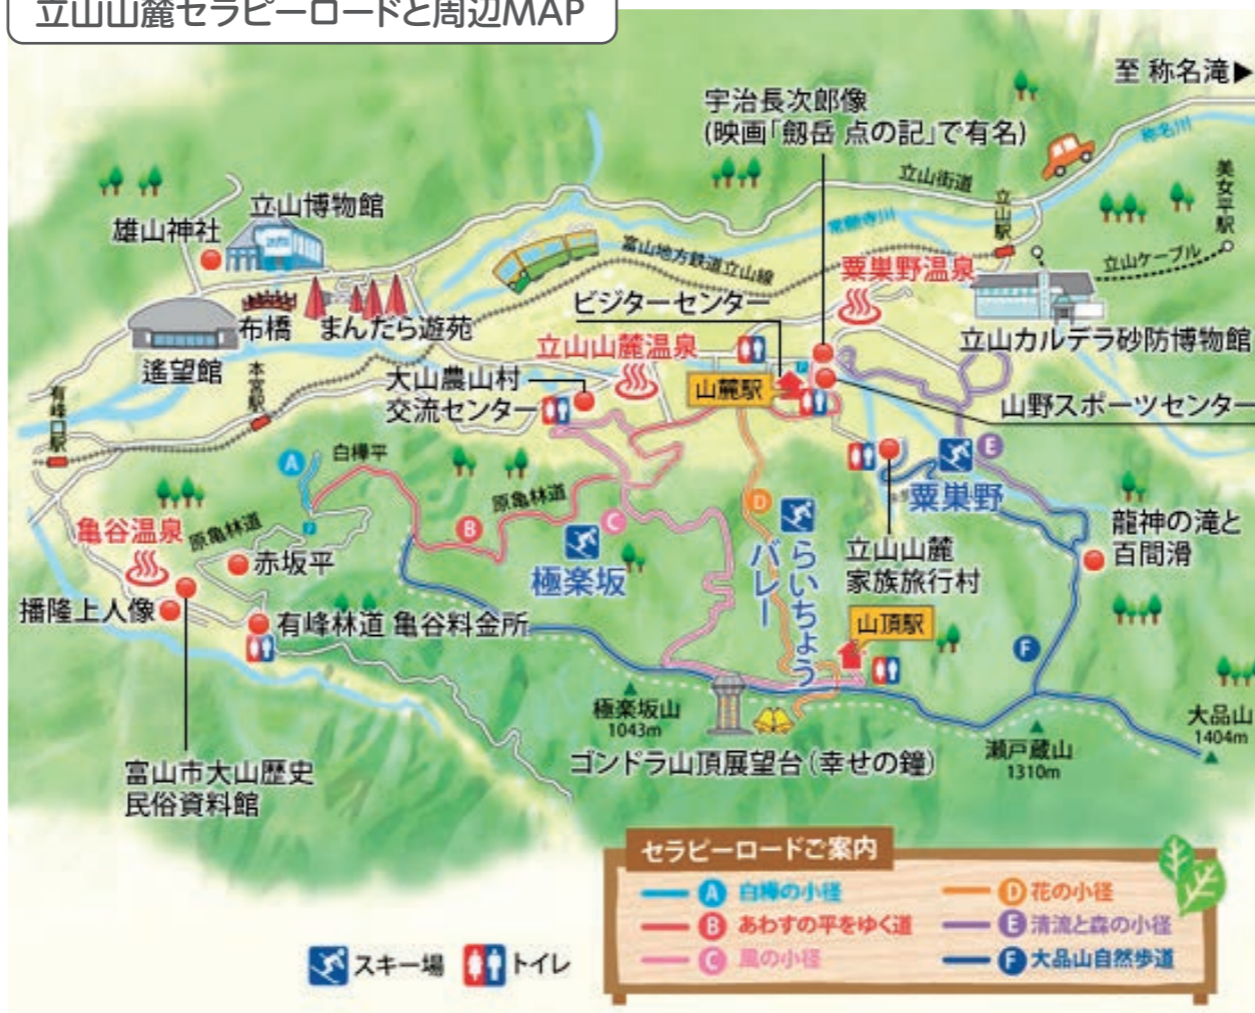 立山山麓セラピーロードと周辺MAP
至 称名滝▶
宇治長次郎像
(映画「劔岳 点の記」で有名)
称名川
立山街道
美女平駅
立山駅
立山博物館
雄山神社
常願寺川
富山地方鉄道立山線
粟巣野温泉
立山ケーブル
ビジターセンター
布橋
まんだら遊苑
立山カルデラ砂防博物館
遙望館
立山山麓温泉
本宮駅
大山農山村
交流センター
山麓駅
P
有峰口駅
山野スポーツセンター
A
白樺平
E
粟巣野
原亀林道
D
B
C
龍神の滝と
百間滑
亀谷温泉
原亀林道
P
らいちょう
バレー
立山山麓
家族旅行村
赤坂平
極楽坂
播隆上人像
有峰林道 亀谷料金所
山頂駅
F
極楽坂山
1043m
大品山
1404m
瀬戸蔵山
1310m
ゴンドラ山頂展望台(幸せの鐘)
富山市大山歴史
民俗資料館
セラピーロードご案内
A 白樺の小径
B あわすの平をゆく道
C 風の小径
D 花の小径
E 清流と森の小径
F 大品山自然歩道
スキー場
トイレ